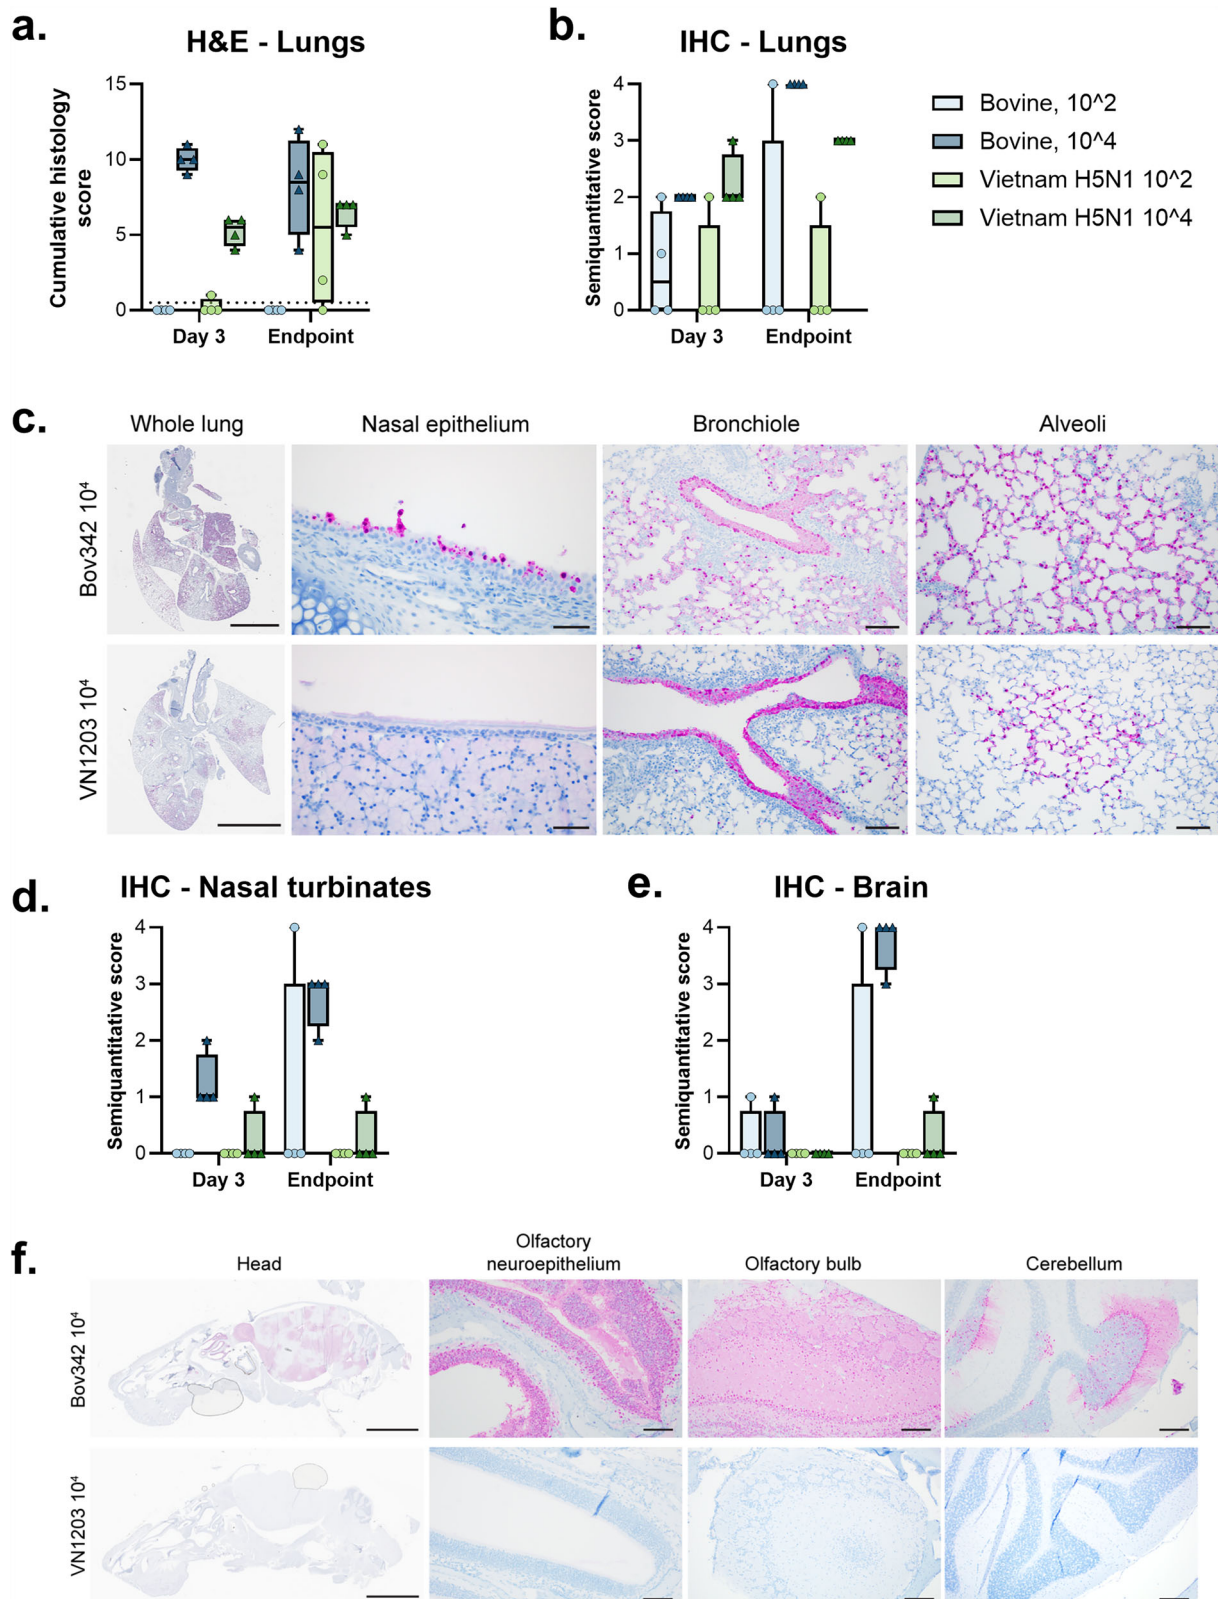 a.
H&E - Lungs
Cumulative histology
score
15
10
5
0
Day 3
Endpoint
b.
IHC - Lungs
Semiquantitative score
4
3
2
1
0
Day 3
Endpoint
Bovine, 10^2
Bovine, 10^4
Vietnam H5N1 10^2
Vietnam H5N1 10^4
c.
Whole lung
Nasal epithelium
Bronchiole
Alveoli
Bov342 10⁴
VN1203 10⁴
d.
IHC - Nasal turbinates
Semiquantitative score
4
3
2
1
0
Day 3
Endpoint
e.
IHC - Brain
Semiquantitative score
4
3
2
1
0
Day 3
Endpoint
f.
Head
Olfactory
neuroepithelium
Olfactory bulb
Cerebellum
Bov342 10⁴
VN1203 10⁴